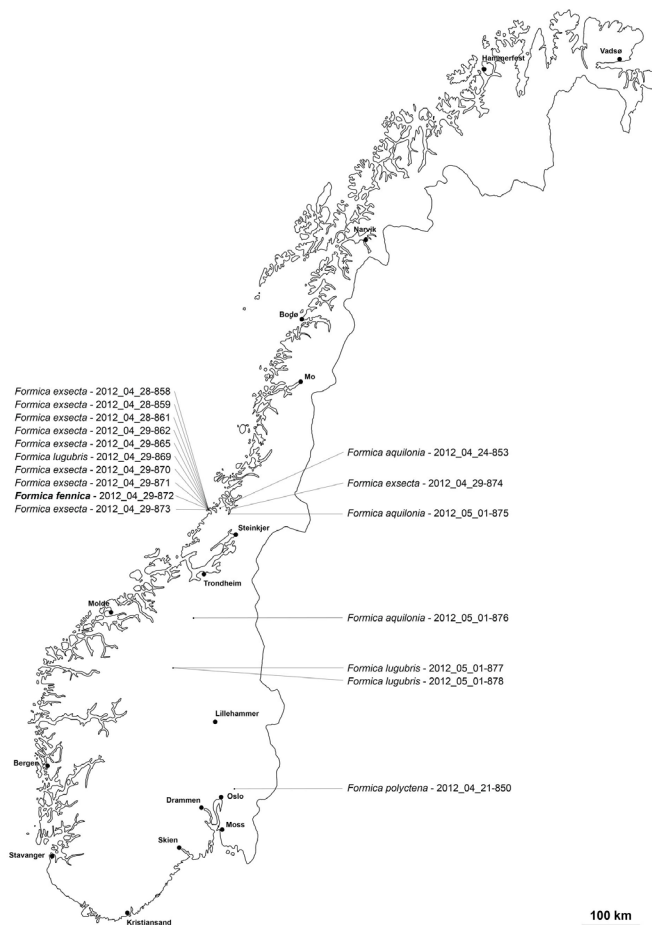 Hammerfest
Vadsø
Narvik
Bodø
Mo
Formica exsecta - 2012_04_28-858
Formica exsecta - 2012_04_28-859
Formica exsecta - 2012_04_28-861
Formica exsecta - 2012_04_29-862
Formica exsecta - 2012_04_29-865
Formica lugubris - 2012_04_29-869
Formica exsecta - 2012_04_29-870
Formica exsecta - 2012_04_29-871
Formica fennica - 2012_04_29-872
Formica exsecta - 2012_04_29-873
Formica aquilonia - 2012_04_24-853
Formica exsecta - 2012_04_29-874
Formica aquilonia - 2012_05_01-875
Steinkjer
Trondheim
Molde
Formica aquilonia - 2012_05_01-876
Formica lugubris - 2012_05_01-877
Formica lugubris - 2012_05_01-878
Lillehammer
Bergen
Formica polyctena - 2012_04_21-850
Oslo
Drammen
Moss
Skien
Stavanger
Kristiansand
100 km